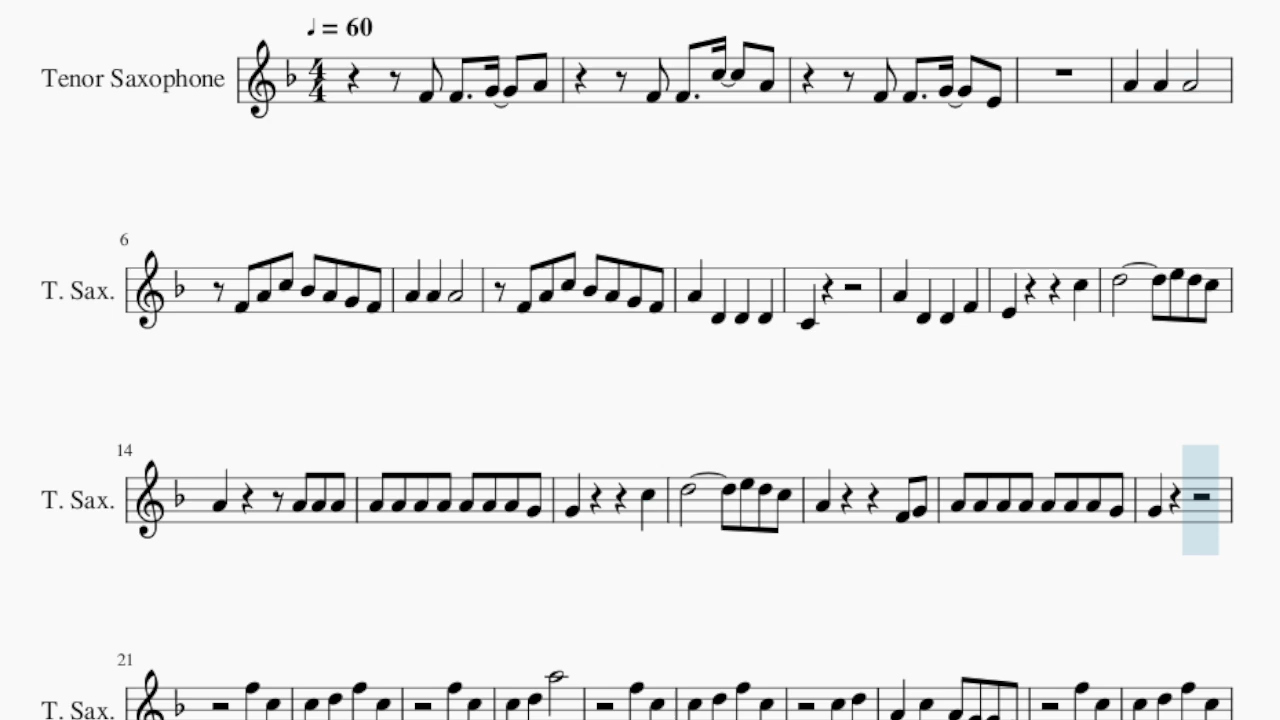 ♩ = 60
Tenor Saxophone
4
4
6
T. Sax.
14
T. Sax.
21
T. Sax.